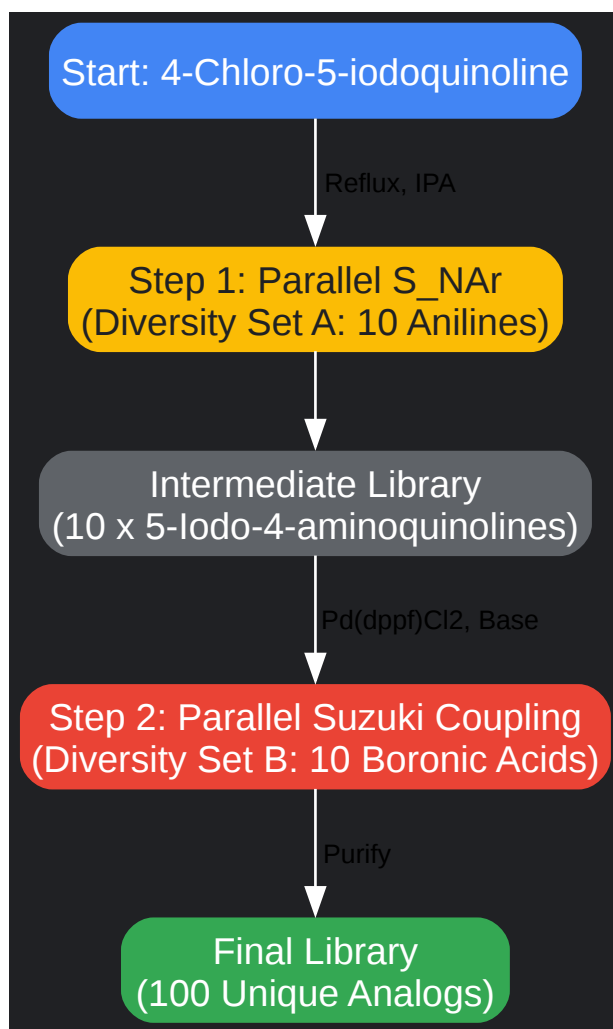 Start: 4-Chloro-5-iodoquinoline
Reflux, IPA
Step 1: Parallel S_NAr
(Diversity Set A: 10 Anilines)
Intermediate Library
(10 x 5-Iodo-4-aminoquinolines)
Pd(dppf)Cl2, Base
Step 2: Parallel Suzuki Coupling
(Diversity Set B: 10 Boronic Acids)
Purify
Final Library
(100 Unique Analogs)